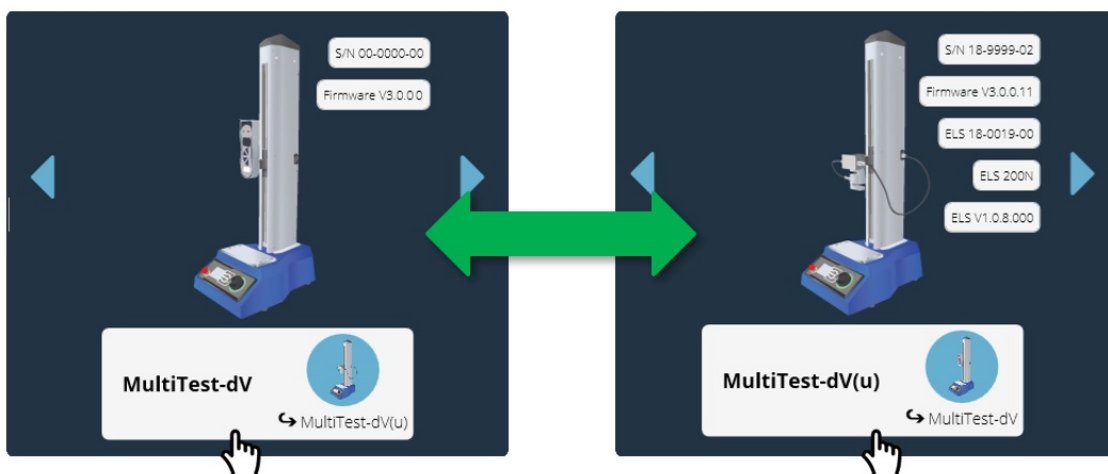 S/N 00-0000-00
Firmware V3.0.0.0
MultiTest-dV
MultiTest-dV(u)
S/N 18-9999-02
Firmware V3.0.0.11
ELS 18-0019-00
ELS 200N
ELS V1.0.8.000
MultiTest-dV(u)
MultiTest-dV